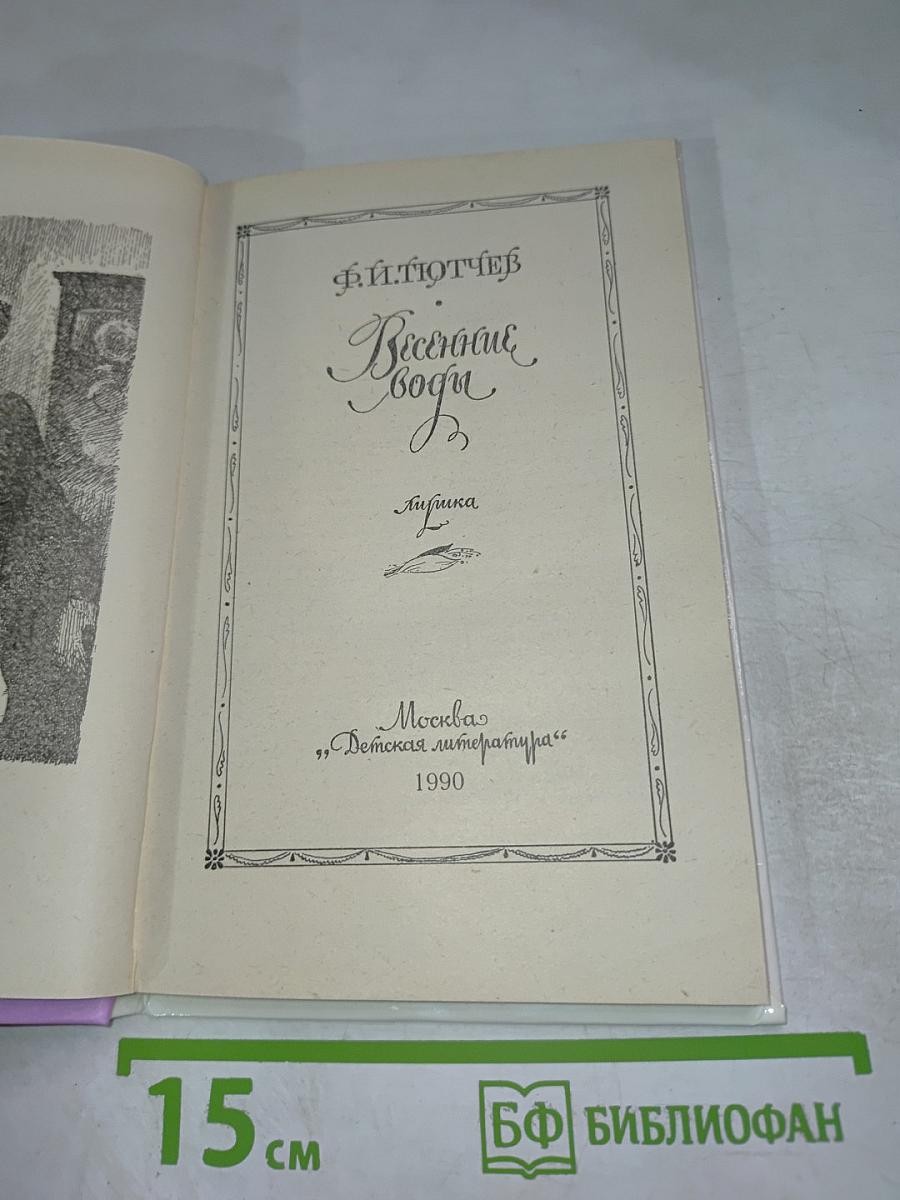 Ф.И.ТЮТЧЕВ
Весенние
воды
лирика
Москва
„Детская литература“
1990
15 см
БФ БИБЛИОФАН